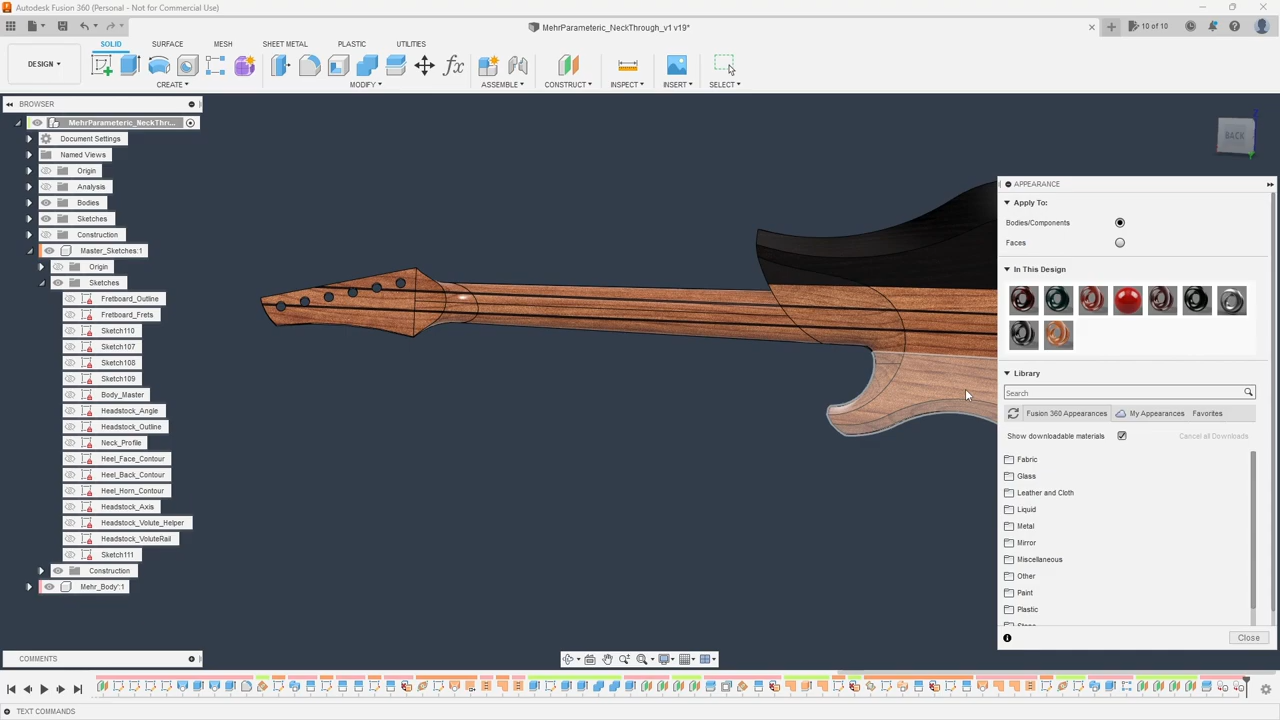 Autodesk Fusion 360 (Personal - Not for Commercial Use)
MehrParameteric_NeckThrough_v1 v19*
10 of 10
DESIGN
SOLID
SURFACE
MESH
SHEET METAL
PLASTIC
UTILITIES
CREATE
MODIFY
ASSEMBLE
CONSTRUCT
INSPECT
INSERT
SELECT
BROWSER
MehrParameteric_NeckThr...
Document Settings
Named Views
Origin
Analysis
Bodies
Sketches
Construction
Master_Sketches:1
Origin
Sketches
Fretboard_Outline
Fretboard_Frets
Sketch110
Sketch107
Sketch108
Sketch109
Body_Master
Headstock_Angle
Headstock_Outline
Neck_Profile
Heel_Face_Contour
Heel_Back_Contour
Heel_Horn_Contour
Headstock_Axis
Headstock_Volute_Helper
Headstock_VoluteRail
Sketch111
Construction
Mehr_Body':1
BACK
APPEARANCE
Apply To:
Bodies/Components
Faces
In This Design
Library
Search
Fusion 360 Appearances
My Appearances
Favorites
Show downloadable materials
Cancel all Downloads
Fabric
Glass
Leather and Cloth
Liquid
Metal
Mirror
Miscellaneous
Other
Paint
Plastic
Close
COMMENTS
TEXT COMMANDS